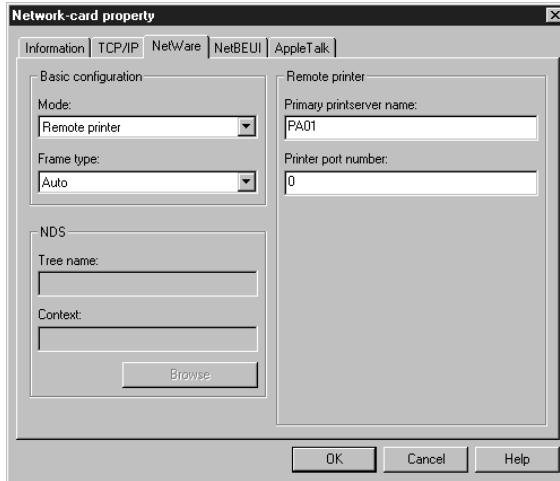 Network-card property
Information TCP/IP NetWare NetBEUI AppleTalk
Basic configuration
Mode:
Remote printer
Frame type:
Auto
NDS
Tree name:
Context:
Browse
Remote printer
Primary printserver name:
PA01
Printer port number:
0
OK Cancel Help